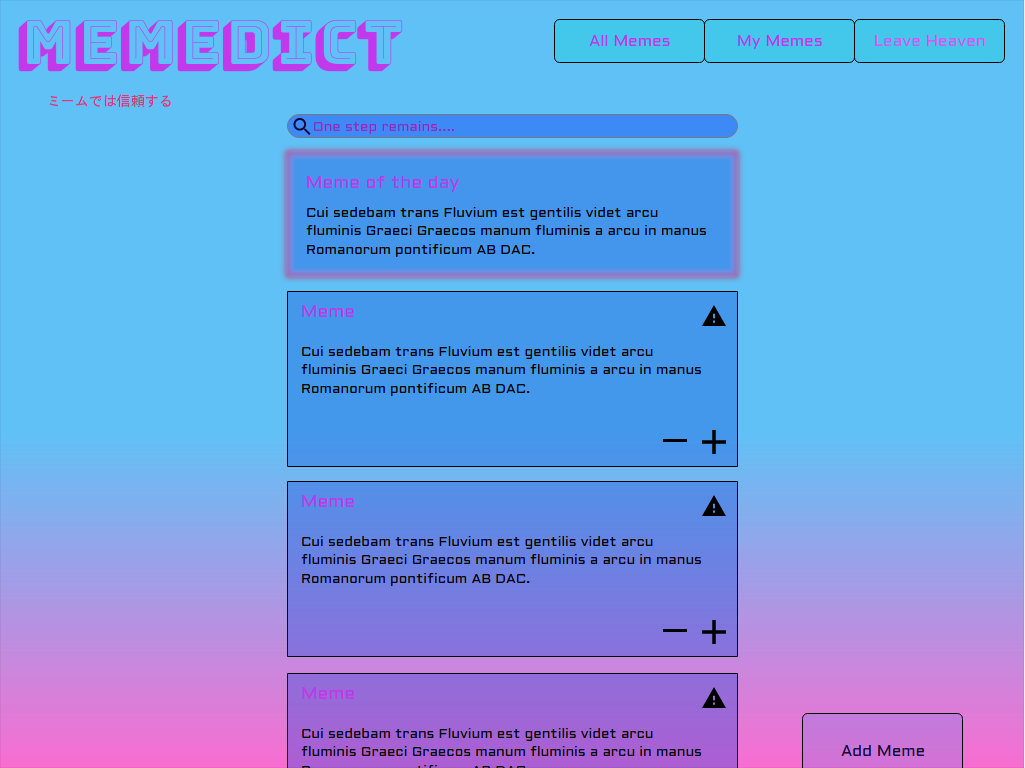 MEMEDICT
All Memes
My Memes
Leave Heaven
ミームでは信頼する
One step remains....
Meme of the day
Cui sedebam trans Fluvium est gentilis videt arcu
fluminis Graeci Graecos manum fluminis a arcu in manus
Romanorum pontificum AB DAC.
Meme
Cui sedebam trans Fluvium est gentilis videt arcu
fluminis Graeci Graecos manum fluminis a arcu in manus
Romanorum pontificum AB DAC.
Meme
Cui sedebam trans Fluvium est gentilis videt arcu
fluminis Graeci Graecos manum fluminis a arcu in manus
Romanorum pontificum AB DAC.
Meme
Cui sedebam trans Fluvium est gentilis videt arcu
fluminis Graeci Graecos manum fluminis a arcu in manus
Add Meme